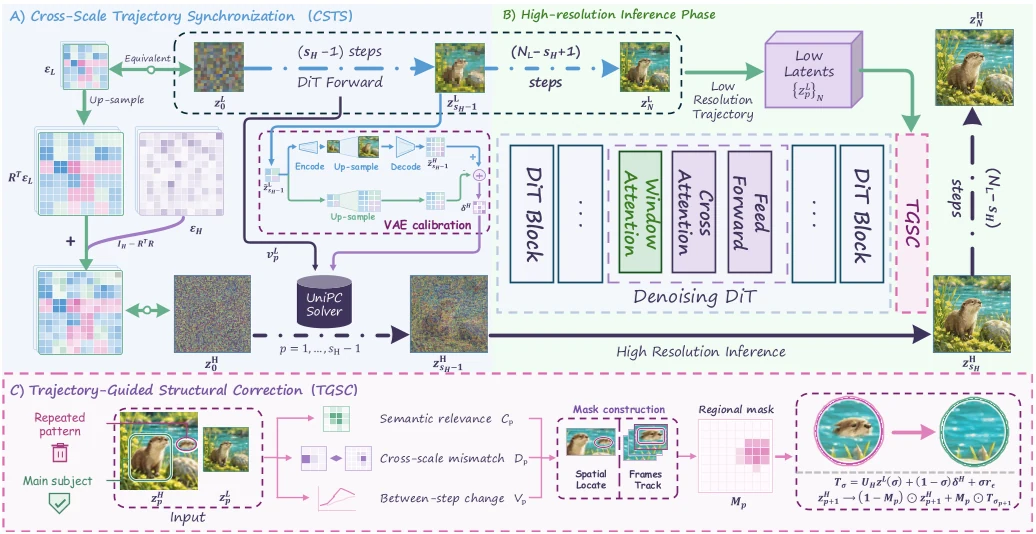 A) Cross-Scale Trajectory Synchronization (CSTS)
ε_L
Equivalent
Up-sample
R^T ε_L
ε_H
+
I_H − R^T R
z_0^L
(s_H −1) steps
DiT Forward
z_{s_H−1}^L
(N_L− s_H+1)
steps
z_N^L
z̃_{s_H−1}^L
Encode
Up-sample
Decode
z̃_{s_H−1}^H
+
-
Up-sample
δ^H
VAE calibration
v_p^L
UniPC
Solver
z_0^H
p = 1, … , s_H − 1
z_{s_H−1}^H
B) High-resolution Inference Phase
Low
Resolution
Trajectory
Low
Latents
{z_p^L}_N
z_N^H
DiT Block
...
Window
Attention
Cross
Attention
Feed
Forward
...
DiT Block
TGSC
Denoising DiT
(N_L− s_H)
steps
High Resolution Inference
z_{s_H}^H
C) Trajectory-Guided Structural Correction (TGSC)
Repeated
pattern
Main subject
z_p^H
z_p^L
Input
Semantic relevance C_p
Cross-scale mismatch D_p
Between-step change V_p
Mask construction
Spatial
Locate
Frames
Track
Regional mask
M_p
T_σ = U_H z^L(σ) + (1 − σ)δ^H + σr_ϵ
z_{p+1}^H → (1 − M_p) ⊙ z_{p+1}^H + M_p ⊙ T_{σ_{p+1}}